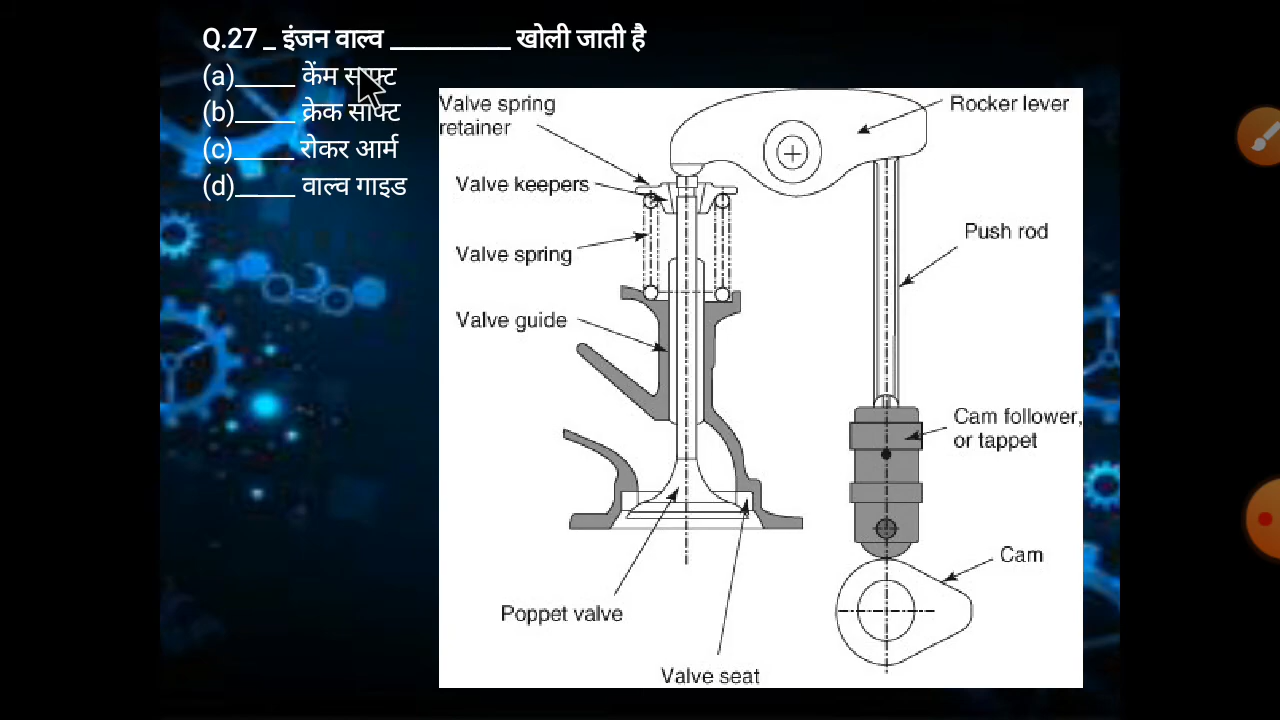 Q.27 _ इंजन वाल्व __________ खोली जाती है
(a)_____ केंम साफ्ट
(b)_____ क्रेक साफ्ट
(c)_____ रोकर आर्म
(d)_____ वाल्व गाइड
Valve spring
retainer
Rocker lever
Valve keepers
Push rod
Valve spring
Valve guide
Cam follower,
or tappet
Cam
Poppet valve
Valve seat